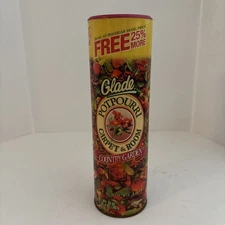 FREE 25%
MORE
Glade
POTPOURRI
CARPET & ROOM
COUNTRY GARDEN